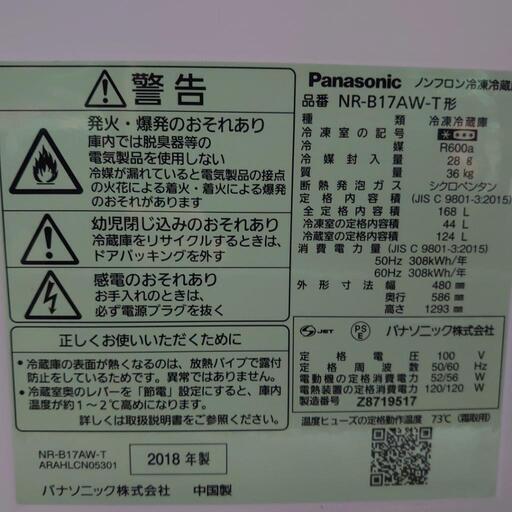 警告
発火・爆発のおそれあり
庫内では脱臭器等の
電気製品を使用しない
冷媒が漏れていると電気製品の接点
の火花による着火・着火による爆発
のおそれあり
幼児閉じ込みのおそれあり
冷蔵庫をリサイクルするときは、
ドアパッキングを外す
感電のおそれあり
お手入れのときは
必ず電源プラグを抜く
正しくお使いいただくために
•冷蔵庫の表面が熱くなるのは、放熱パイプで露付
防止をしているためです。異常ではありません。
•冷蔵室奥のレバーを「節電」設定にすると、庫内
温度が約1~2℃高めに変わります。
詳しくは取扱説明書をご覧ください
NR-B17AW-T
ARAHLCN05301
2018年製
パナソニック株式会社 中国製
Panasonic ノンフロン冷凍冷蔵庫
品番 NR-B17AW-T形
種類 冷凍冷蔵庫
冷凍室の記号
冷媒 R600a
冷媒封入量 28g
質量 36kg
断熱発泡ガス シクロペンタン
定格内容積 (JIS C 9801-3:2015)
全定格内容積 168 L
冷凍室の定格内容積 44 L
冷蔵室の定格内容積 124 L
消費電力量 (JIS C 9801-3:2015)
50Hz 308kWh/年
60Hz 308kWh/年
外形寸法 幅 480㎜
奥行 586㎜
高さ 1293㎜
S JET PS E パナソニック株式会社
定格電圧 100 V
定格周波数 50/60 Hz
電動機の定格消費電力 52/56 W
電熱装置の定格消費電力 120/120 W
製造番号 Z8719517
温度ヒューズの定格動作温度 73℃(霜取用)